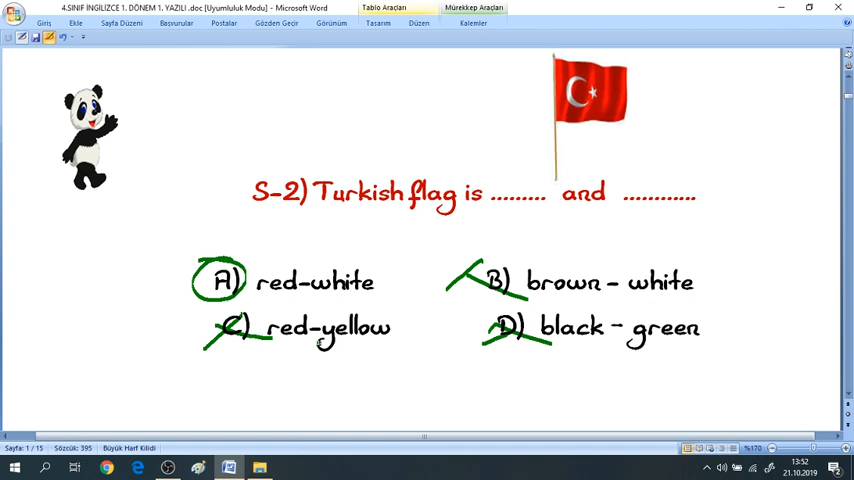 4.SINIF İNGİLİZCE 1. DÖNEM 1. YAZILI .doc [Uyumluluk Modu] - Microsoft Word
Tablo Araçları
Mürekkep Araçları
Giriş Ekle Sayfa Düzeni Başvurular Postalar Gözden Geçir Görünüm Tasarım Düzen Kalemler
S-2) Turkish flag is ......... and ............
A) red-white
B) brown - white
C) red-yellow
D) black - green
Sayfa: 1 / 15 Sözcük: 395 Büyük Harf Kilidi
%170
13:52
21.10.2019
2